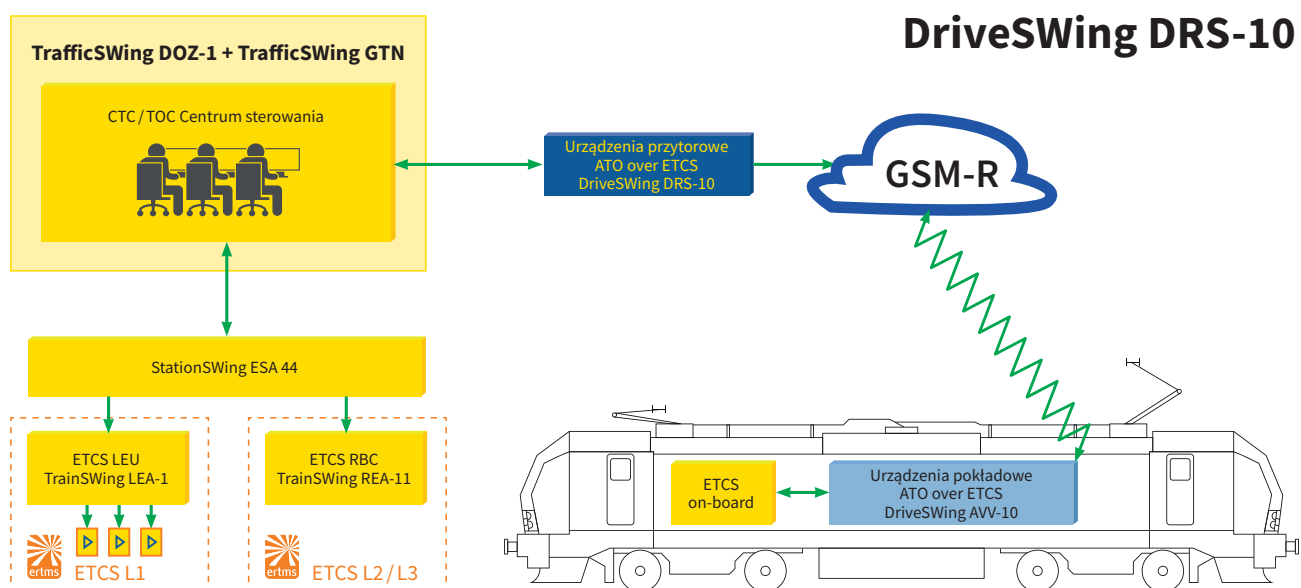 DriveSWing DRS-10
TrafficSWing DOZ-1 + TrafficSWing GTN
CTC / TOC Centrum sterowania
Urządzenia przytorowe
ATO over ETCS
DriveSWing DRS-10
GSM-R
StationSWing ESA 44
ETCS LEU
TrainSWing LEA-1
ETCS RBC
TrainSWing REA-11
ETCS
on-board
Urządzenia pokładowe
ATO over ETCS
DriveSWing AVV-10
ertms
ETCS L1
ertms
ETCS L2 / L3